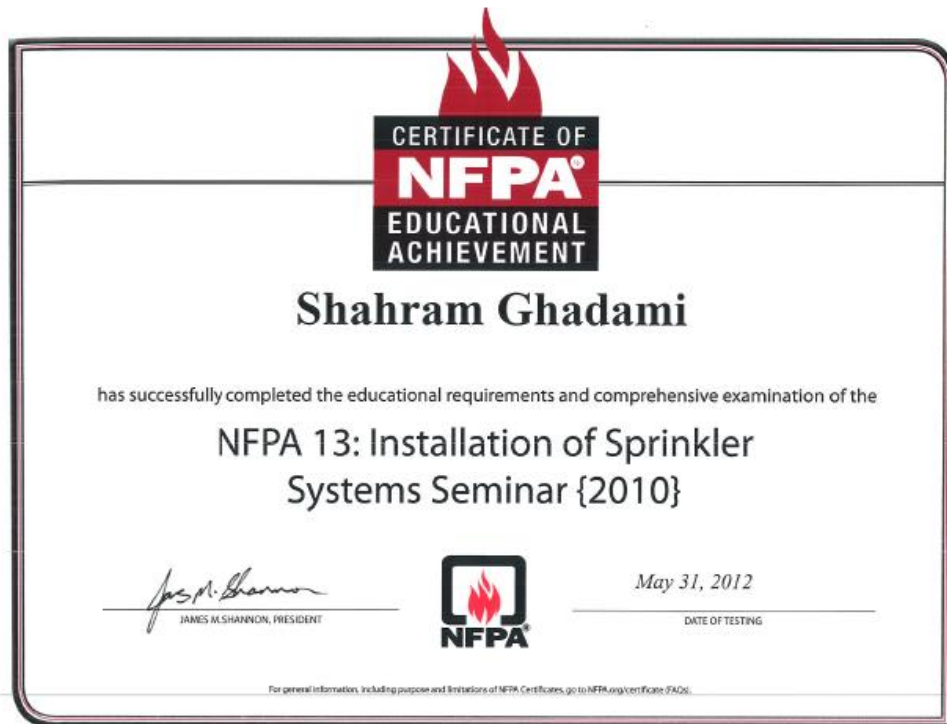 CERTIFICATE OF
NFPA®
EDUCATIONAL
ACHIEVEMENT
Shahram Ghadami
has successfully completed the educational requirements and comprehensive examination of the
NFPA 13: Installation of Sprinkler
Systems Seminar {2010}
Jas M. Shannon
JAMES M.SHANNON, PRESIDENT
NFPA®
May 31, 2012
DATE OF TESTING
For general information, including purpose and limitations of NFPA Certificates, go to NFPA.org/certificate (FAQs).